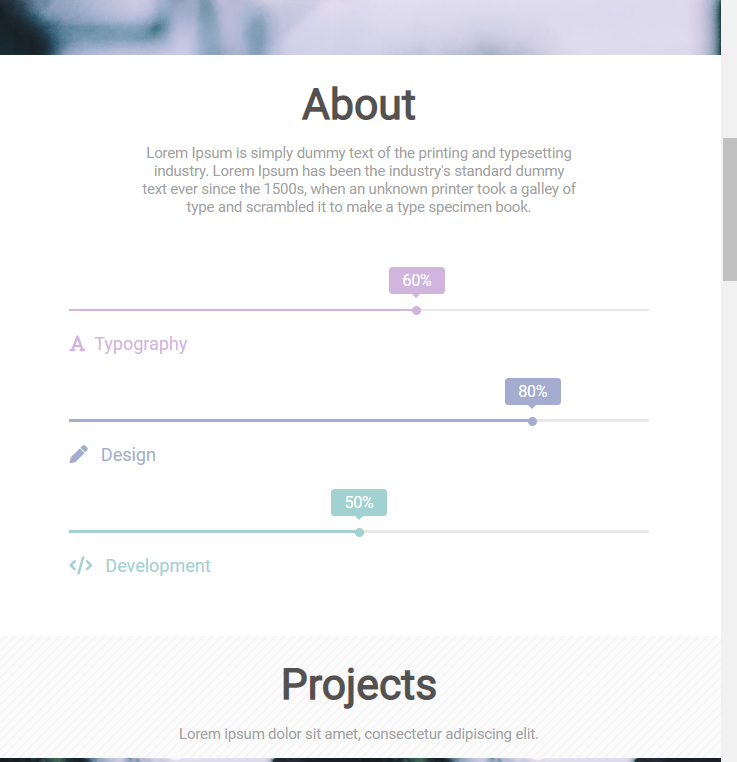 About
Lorem Ipsum is simply dummy text of the printing and typesetting
industry. Lorem Ipsum has been the industry's standard dummy
text ever since the 1500s, when an unknown printer took a galley of
type and scrambled it to make a type specimen book.
60%
Typography
80%
Design
50%
Development
Projects
Lorem ipsum dolor sit amet, consectetur adipiscing elit.